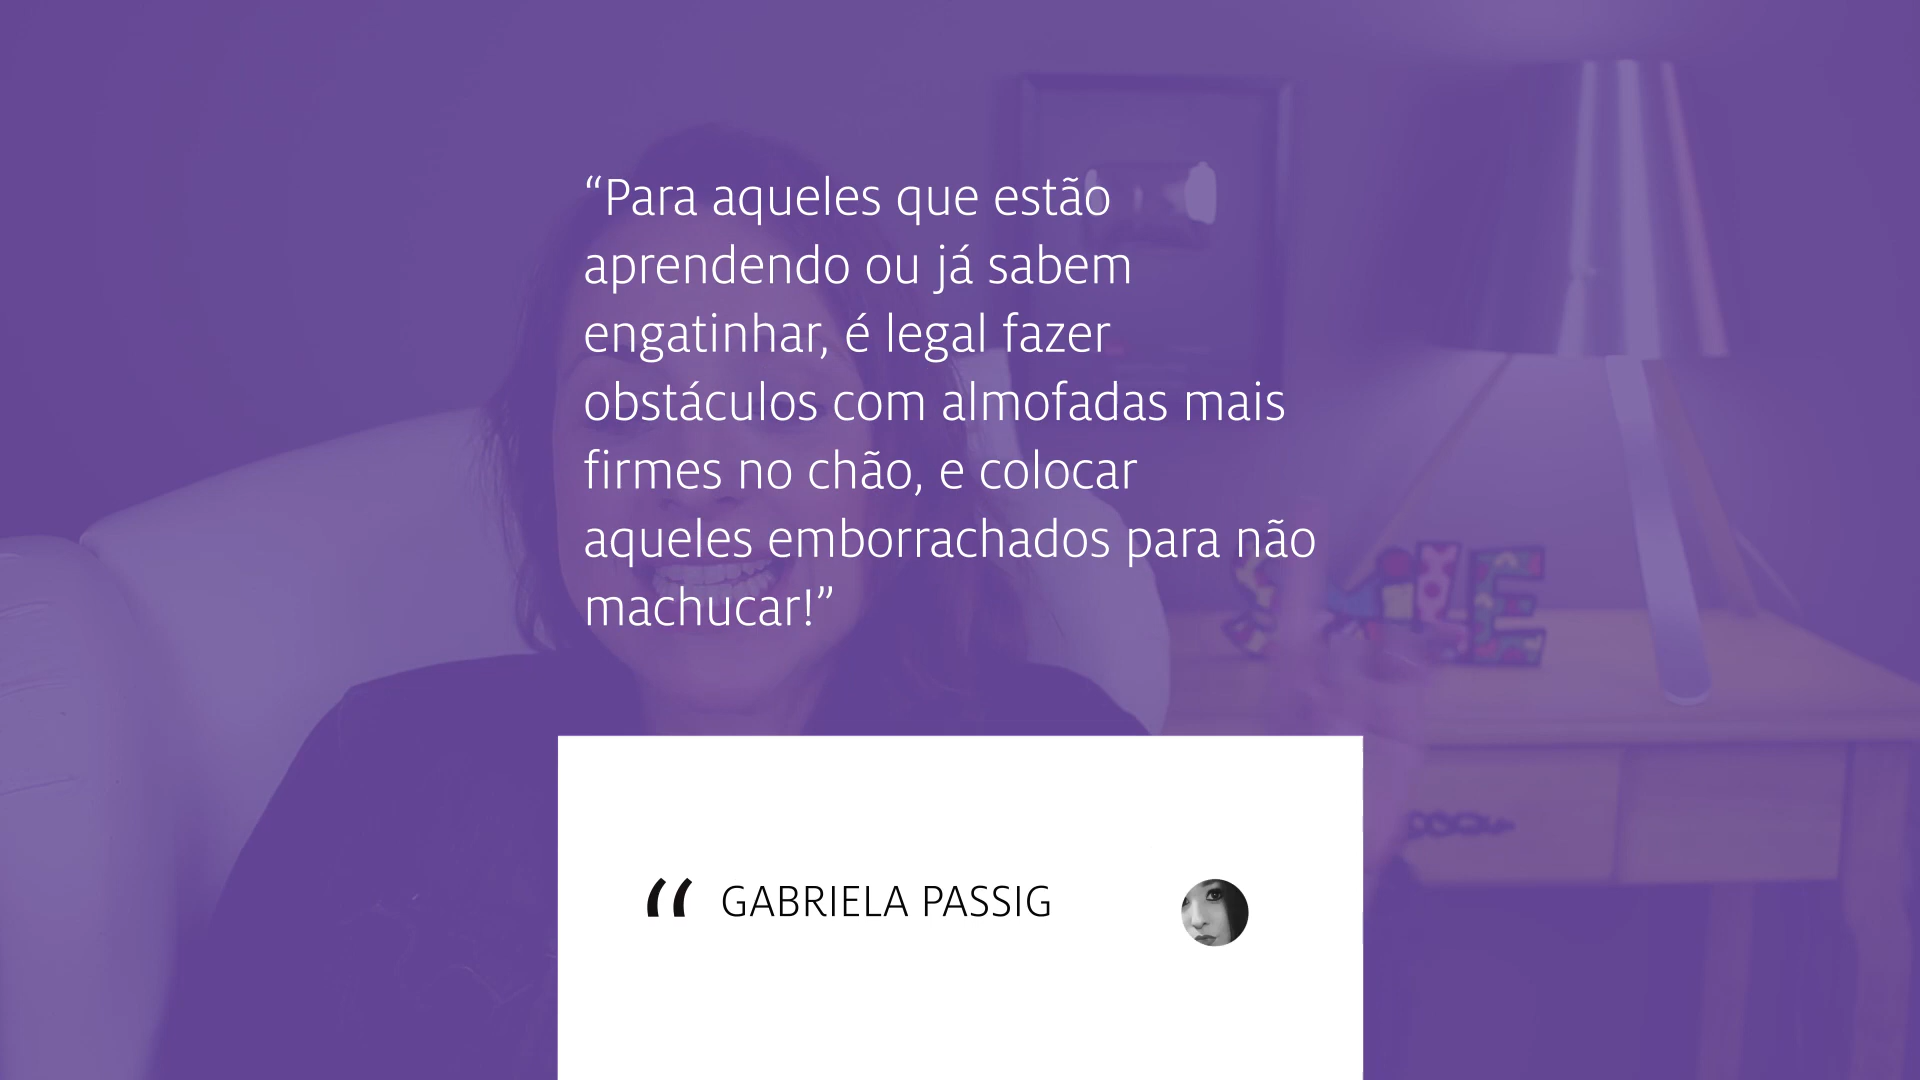 “Para aqueles que estão
aprendendo ou já sabem
engatinhar, é legal fazer
obstáculos com almofadas mais
firmes no chão, e colocar
aqueles emborrachados para não
machucar!”
SMILE
“ GABRIELA PASSIG